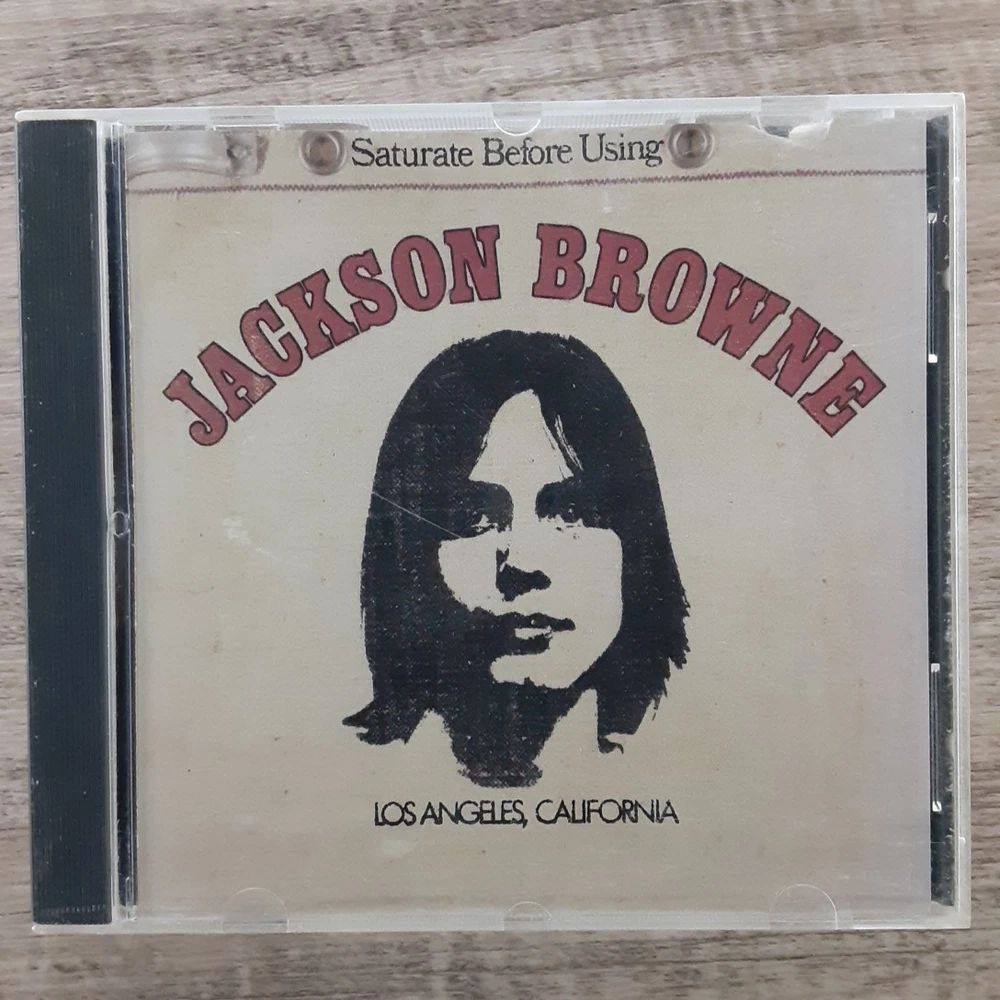 Saturate Before Using
JACKSON BROWNE
LOS ANGELES, CALIFORNIA